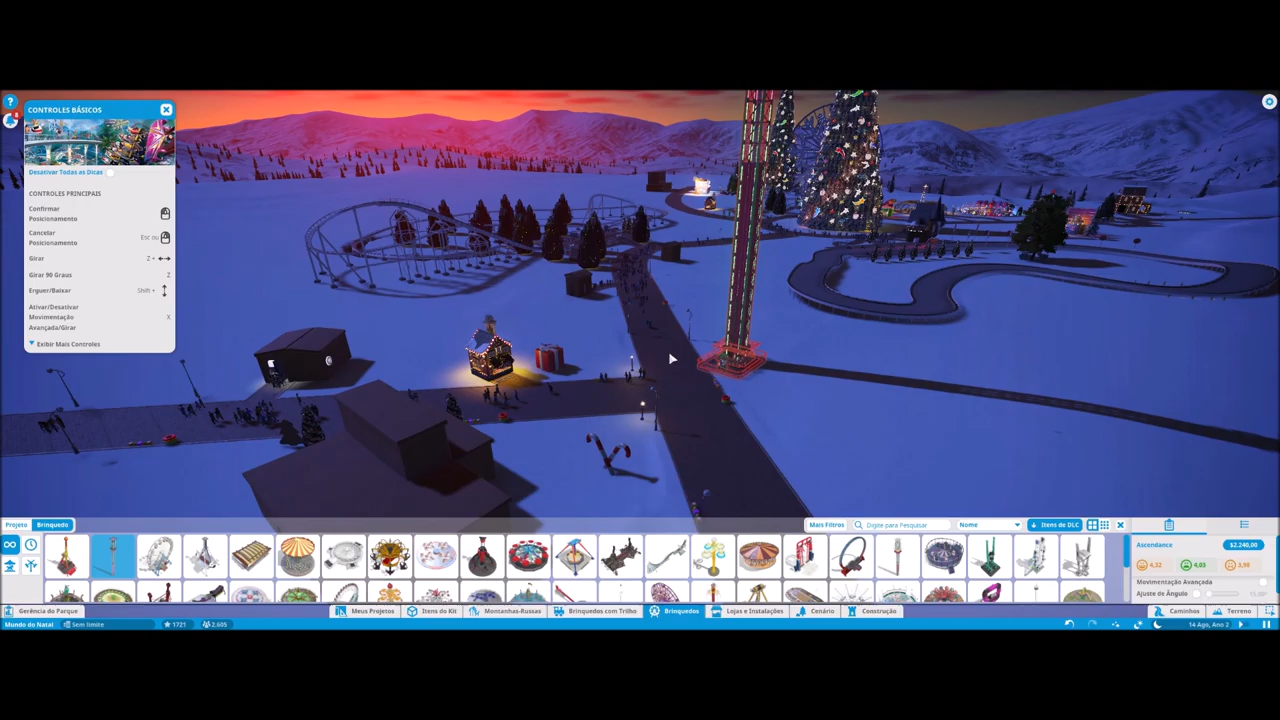 ?
8
CONTROLES BÁSICOS
Desativar Todas as Dicas
CONTROLES PRINCIPAIS
Confirmar
Posicionamento
Cancelar
Posicionamento
Esc ou
Girar
Z +
Girar 90 Graus
Z
Erguer/Baixar
Shift +
Ativar/Desativar
Movimentação
Avançada/Girar
X
Exibir Mais Controles
Projeto
Brinquedo
Mais Filtros
Digite para Pesquisar
Nome
Itens de DLC
Ascendance
$2.240,00
4,32
4,03
3,98
Movimentação Avançada
Ajuste de Ângulo
Gerência do Parque
Meus Projetos
Itens do Kit
Montanhas-Russas
Brinquedos com Trilho
Brinquedos
Lojas e Instalações
Cenário
Construção
Caminhos
Terreno
Mundo do Natal
Sem limite
1721
2.605
14 Ago, Ano 2